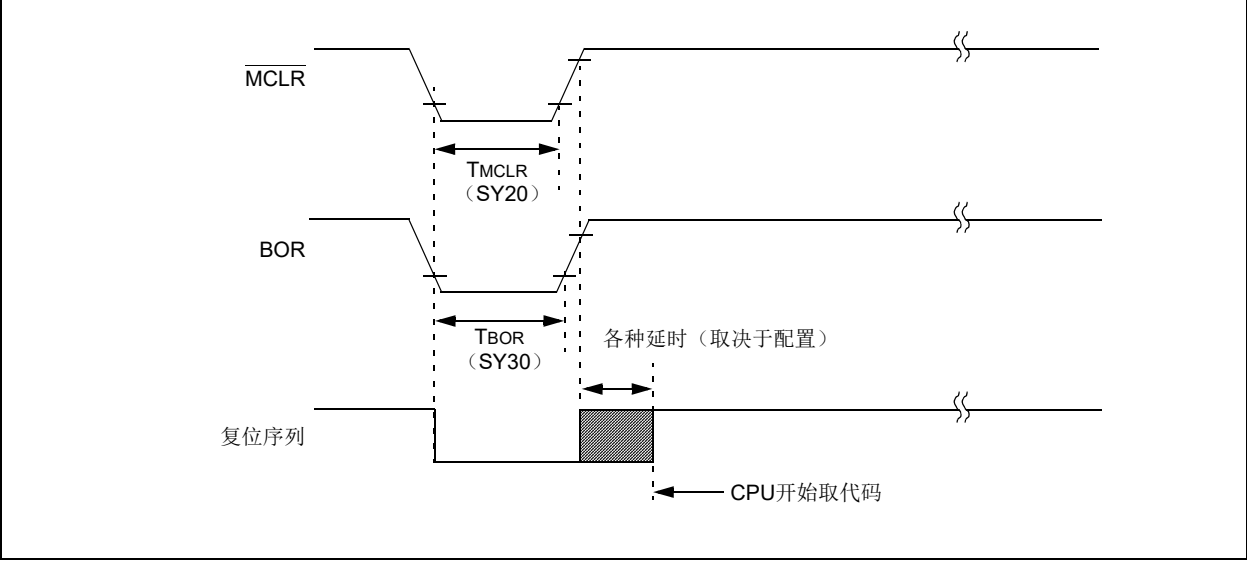 MCLR
TMCLR
（SY20）
BOR
TBOR
（SY30）
各种延时（取决于配置）
复位序列
CPU开始取代码